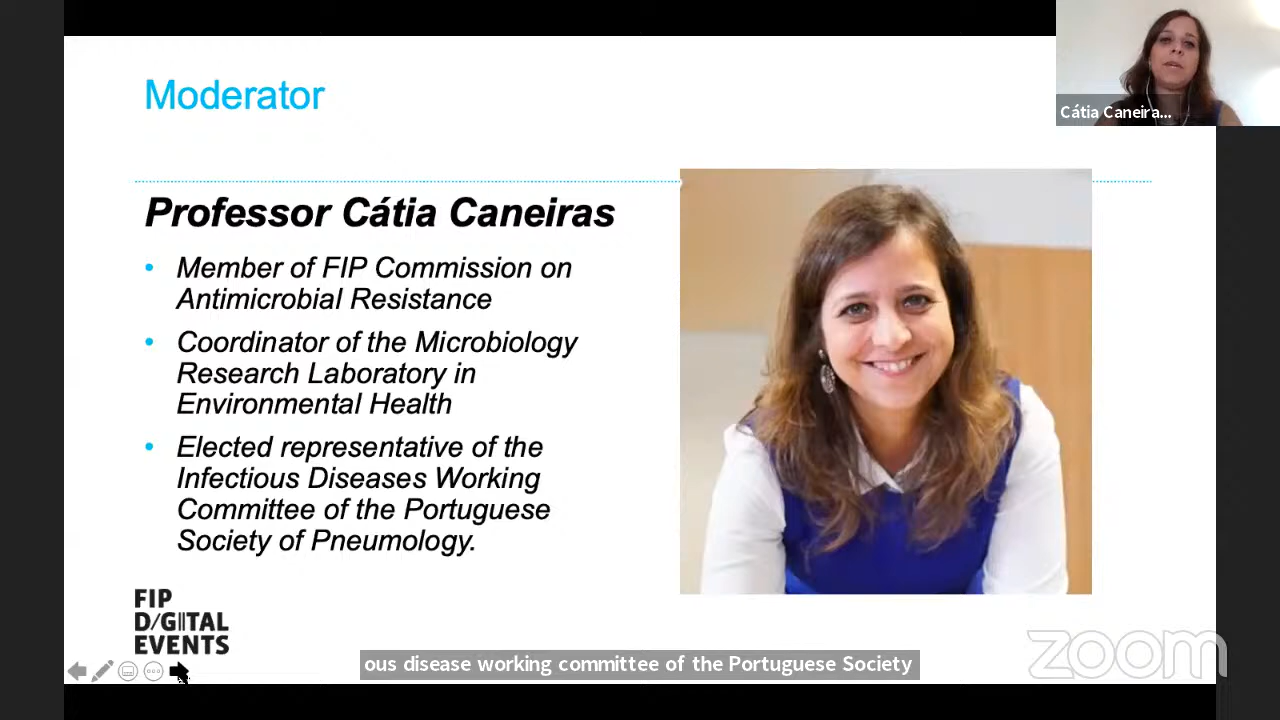 Moderator
Cátia Caneira...
Professor Cátia Caneiras
• Member of FIP Commission on
Antimicrobial Resistance
• Coordinator of the Microbiology
Research Laboratory in
Environmental Health
• Elected representative of the
Infectious Diseases Working
Committee of the Portuguese
Society of Pneumology.
FIP
D/GITAL
EVENTS
ous disease working committee of the Portuguese Society
zoom